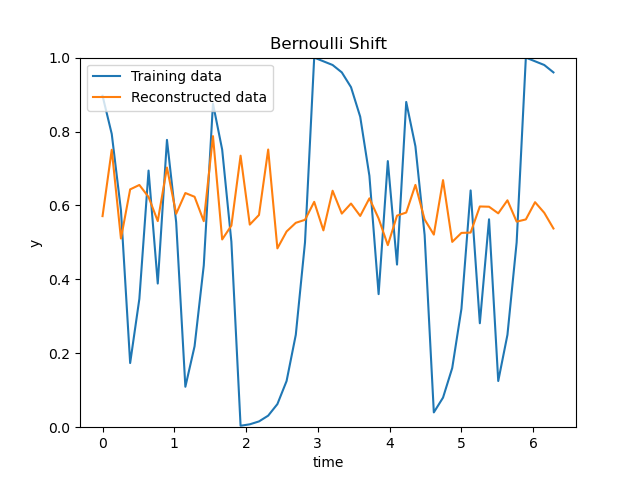 Bernoulli Shift
Training data
Reconstructed data
1.0
0.8
0.6
0.4
0.2
0.0
y
0 1 2 3 4 5 6
time